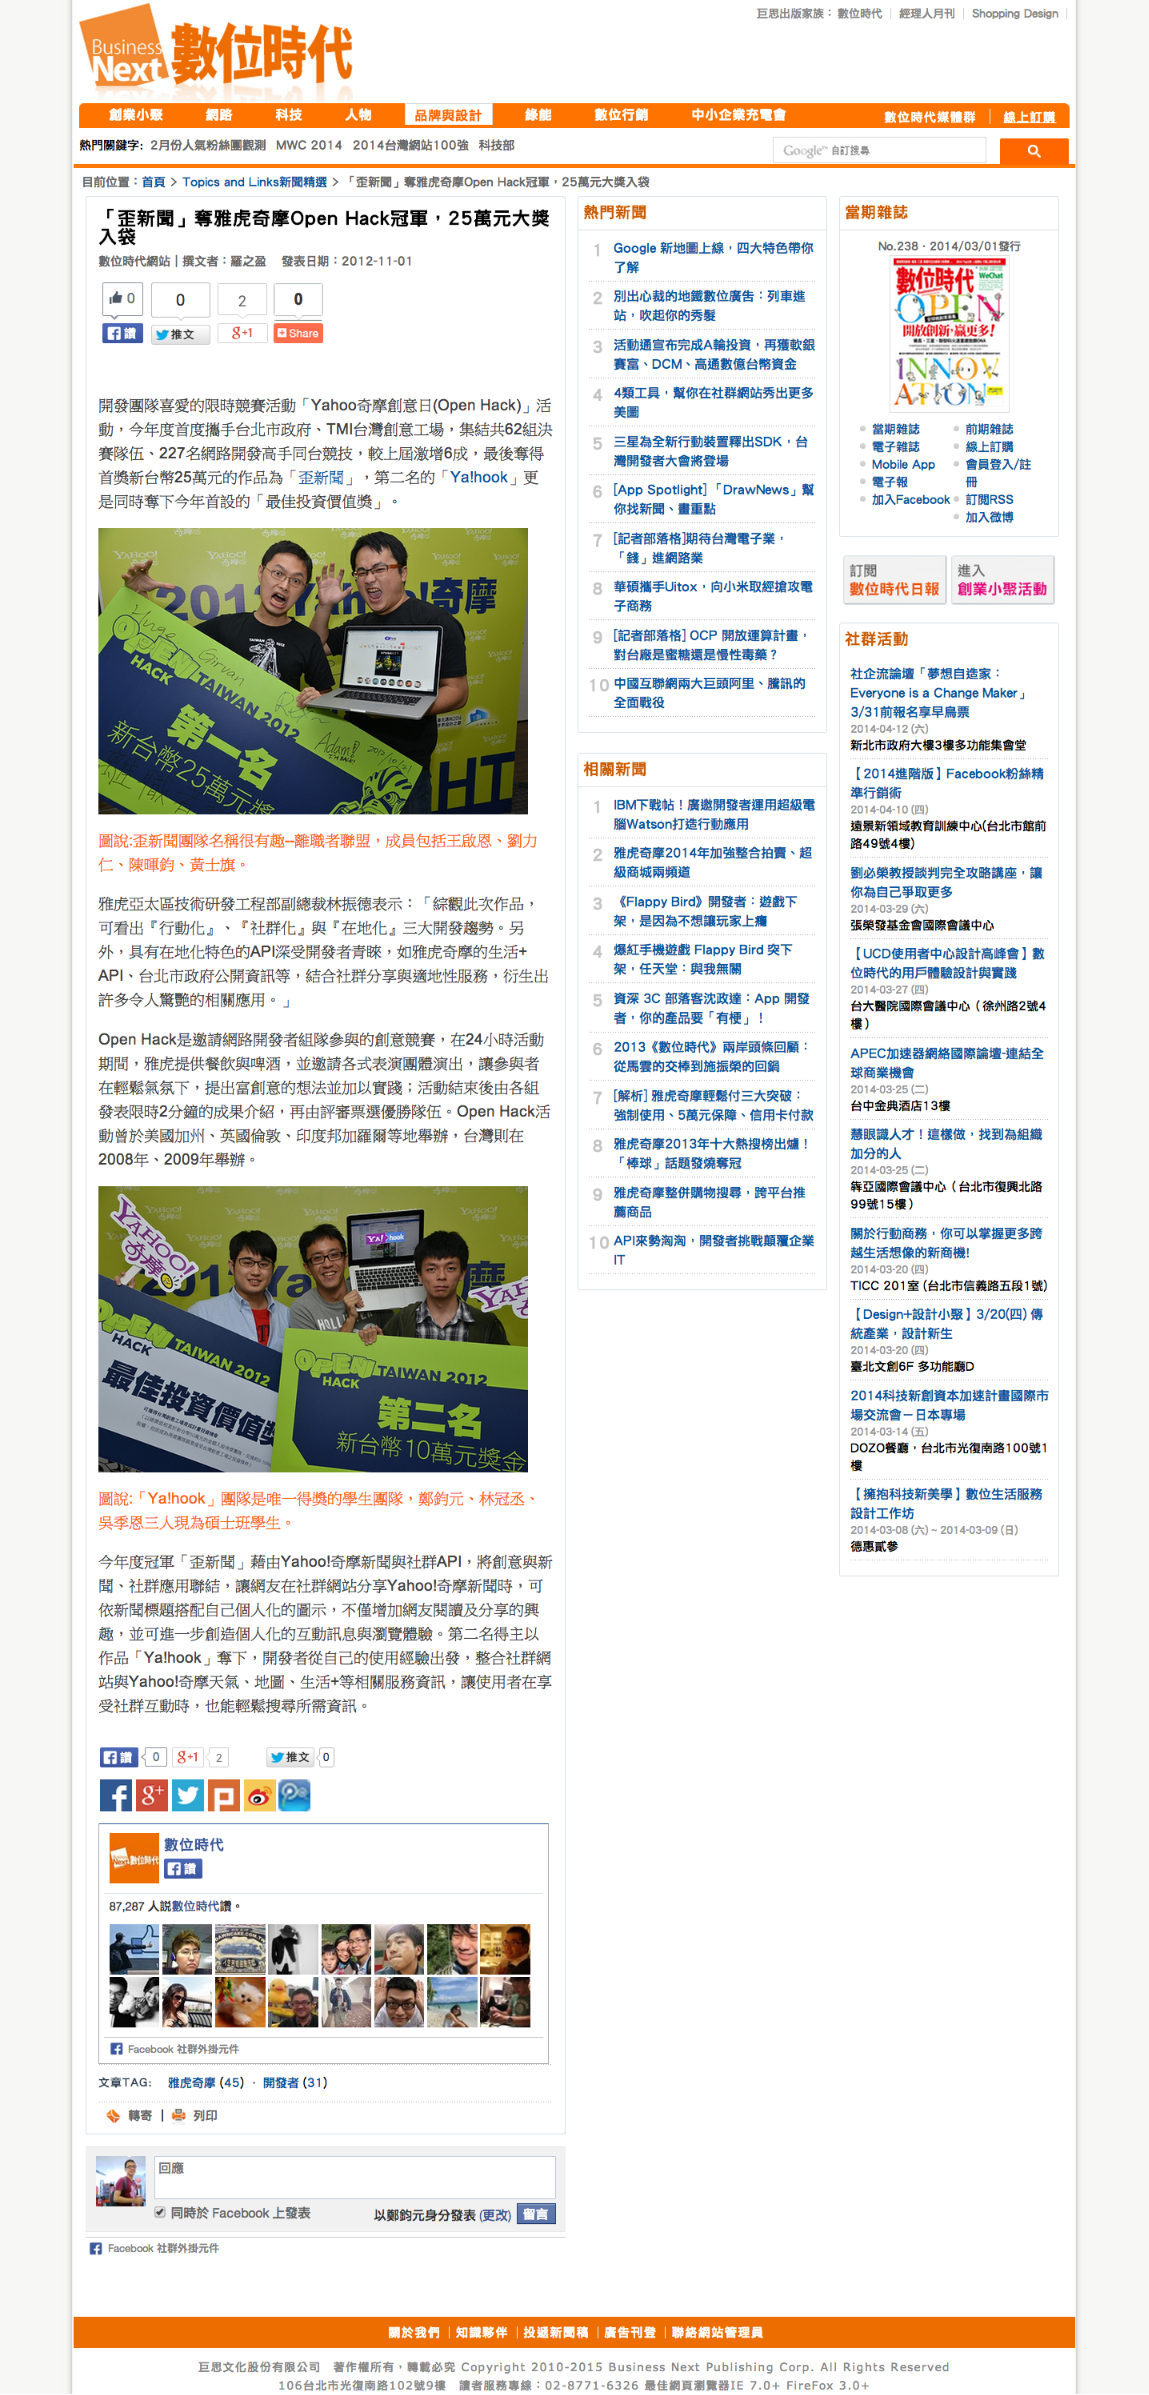 巨思出版家族： 數位時代 | 經理人月刊 | Shopping Design |
Business
Next 數位時代
創業小聚 網路 科技 人物 品牌與設計 綠能 數位行銷 中小企業充電會 數位時代媒體群 | 線上訂購
熱門關鍵字: 2月份人氣粉絲團觀測 MWC 2014 2014台灣網站100強 科技部
Google™ 自訂搜尋
目前位置：首頁 > Topics and Links新聞精選 > 「歪新聞」奪雅虎奇摩Open Hack冠軍，25萬元大獎入袋
「歪新聞」奪雅虎奇摩Open Hack冠軍，25萬元大獎
入袋
數位時代網站 | 撰文者：羅之盈 發表日期：2012-11-01
0 0 2 0
讚 推文 g+1 Share
開發團隊喜愛的限時競賽活動「Yahoo奇摩創意日(Open Hack)」活
動，今年度首度攜手台北市政府、TMI台灣創意工場，集結共62組決
賽隊伍、227名網路開發高手同台競技，較上屆激增6成，最後奪得
首獎新台幣25萬元的作品為「歪新聞」，第二名的「Ya!hook」更
是同時奪下今年首設的「最佳投資價值獎」。
YAHOO!奇摩
OPEN HACK TAIWAN 2012
第一名
新台幣25萬元獎
圖說:歪新聞團隊名稱很有趣--離職者聯盟，成員包括王啟恩、劉力
仁、陳暉鈞、黃士旗。
雅虎亞太區技術研發工程部副總裁林振德表示：「綜觀此次作品，
可看出『行動化』、『社群化』與『在地化』三大開發趨勢。另
外，具有在地化特色的API深受開發者青睞，如雅虎奇摩的生活+
API、台北市政府公開資訊等，結合社群分享與適地性服務，衍生出
許多令人驚艷的相關應用。」
Open Hack是邀請網路開發者組隊參與的創意競賽，在24小時活動
期間，雅虎提供餐飲與啤酒，並邀請各式表演團體演出，讓參與者
在輕鬆氣氛下，提出富創意的想法並加以實踐；活動結束後由各組
發表限時2分鐘的成果介紹，再由評審票選優勝隊伍。Open Hack活
動曾於美國加州、英國倫敦、印度邦加羅爾等地舉辦，台灣則在
2008年、2009年舉辦。
YAHOO!奇摩
Ya! hook
OPEN HACK TAIWAN 2012
最佳投資價值獎
OPEN HACK TAIWAN 2012
第二名
新台幣10萬元獎金
圖說:「Ya!hook」團隊是唯一得獎的學生團隊，鄭鈞元、林冠丞、
吳季恩三人現為碩士班學生。
今年度冠軍「歪新聞」藉由Yahoo!奇摩新聞與社群API，將創意與新
聞、社群應用聯結，讓網友在社群網站分享Yahoo!奇摩新聞時，可
依新聞標題搭配自己個人化的圖示，不僅增加網友閱讀及分享的興
趣，並可進一步創造個人化的互動訊息與瀏覽體驗。第二名得主以
作品「Ya!hook」奪下，開發者從自己的使用經驗出發，整合社群網
站與Yahoo!奇摩天氣、地圖、生活+等相關服務資訊，讓使用者在享
受社群互動時，也能輕鬆搜尋所需資訊。
讚 0 g+1 2 推文 0
數位時代
讚
87,287 人說數位時代讚。
Facebook 社群外掛元件
文章TAG: 雅虎奇摩 (45) · 開發者 (31)
轉寄 | 列印
回應
同時於 Facebook 上發表 以鄭鈞元身分發表 (更改) 留言
Facebook 社群外掛元件
熱門新聞
1 Google 新地圖上線，四大特色帶你
了解
2 別出心裁的地鐵數位廣告：列車進
站，吹起你的秀髮
3 活動通宣布完成A輪投資，再獲軟銀
賽富、DCM、高通數億台幣資金
4 4類工具，幫你在社群網站秀出更多
美圖
5 三星為全新行動裝置釋出SDK，台
灣開發者大會將登場
6 [App Spotlight] 「DrawNews」幫
你找新聞、畫重點
7 [記者部落格]期待台灣電子業，
「錢」進網路業
8 華碩攜手Uitox，向小米取經搶攻電
子商務
9 [記者部落格] OCP 開放運算計畫，
對台廠是蜜糖還是慢性毒藥？
10 中國互聯網兩大巨頭阿里、騰訊的
全面戰役
相關新聞
1 IBM下戰帖！廣邀開發者運用超級電
腦Watson打造行動應用
2 雅虎奇摩2014年加強整合拍賣、超
級商城兩頻道
3 《Flappy Bird》開發者：遊戲下
架，是因為不想讓玩家上癮
4 爆紅手機遊戲 Flappy Bird 突下
架，任天堂：與我無關
5 資深 3C 部落客沈政達：App 開發
者，你的產品要「有梗」！
6 2013《數位時代》兩岸頭條回顧：
從馬雲的交棒到施振榮的回鍋
7 [解析] 雅虎奇摩輕鬆付三大突破：
強制使用、5萬元保障、信用卡付款
8 雅虎奇摩2013年十大熱搜榜出爐！
「棒球」話題發燒奪冠
9 雅虎奇摩整併購物搜尋，跨平台推
薦商品
10 API來勢洶洶，開發者挑戰顛覆企業
IT
當期雜誌
No.238．2014/03/01發行
數位時代
WeChat
OPEN
開放創新，贏更多!
INNOVATION
當期雜誌
電子雜誌
Mobile App
電子報
加入Facebook
前期雜誌
線上訂購
會員登入/註
冊
訂閱RSS
加入微博
訂閱
數位時代日報
進入
創業小聚活動
社群活動
社企流論壇「夢想自造家：
Everyone is a Change Maker」
3/31前報名享早鳥票
2014-04-12 (六)
新北市政府大樓3樓多功能集會堂
【2014進階版】Facebook粉絲精
準行銷術
2014-04-10 (四)
遠景新領域教育訓練中心(台北市館前
路49號4樓)
劉必榮教授談判完全攻略講座，讓
你為自己爭取更多
2014-03-29 (六)
張榮發基金會國際會議中心
【UCD使用者中心設計高峰會】數
位時代的用戶體驗設計與實踐
2014-03-27 (四)
台大醫院國際會議中心（徐州路2號4
樓）
APEC加速器網絡國際論壇-連結全
球商業機會
2014-03-25 (二)
台中金典酒店13樓
慧眼識人才！這樣做，找到為組織
加分的人
2014-03-25 (二)
犇亞國際會議中心（台北市復興北路
99號15樓）
關於行動商務，你可以掌握更多跨
越生活想像的新商機!
2014-03-20 (四)
TICC 201室 (台北市信義路五段1號)
【Design+設計小聚】3/20(四) 傳
統產業，設計新生
2014-03-20 (四)
臺北文創6F 多功能廳D
2014科技新創資本加速計畫國際市
場交流會－日本專場
2014-03-14 (五)
DOZO餐廳，台北市光復南路100號1
樓
【擁抱科技新美學】數位生活服務
設計工作坊
2014-03-08 (六) ~ 2014-03-09 (日)
德惠貳參
關於我們 | 知識夥伴 | 投遞新聞稿 | 廣告刊登 | 聯絡網站管理員
巨思文化股份有限公司 著作權所有，轉載必究 Copyright 2010-2015 Business Next Publishing Corp. All Rights Reserved
106台北市光復南路102號9樓 讀者服務專線：02-8771-6326 最佳網頁瀏覽器IE 7.0+ FireFox 3.0+